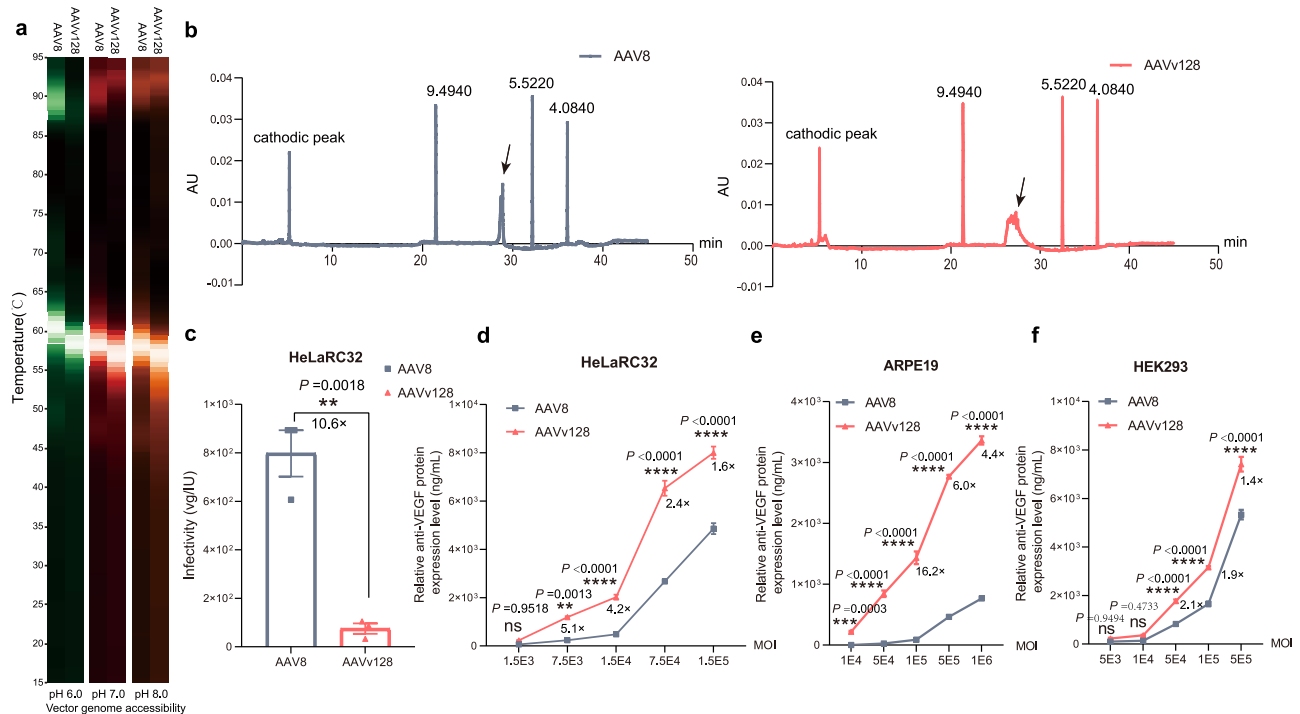 a
AAV8
AAVv128
AAV8
AAVv128
AAV8
AAVv128
Temperature(℃)
95
90
85
80
75
70
65
60
55
50
45
40
35
30
25
20
15
pH 6.0 pH 7.0 pH 8.0
Vector genome accessibility
b
AAV8
AU
0.04
0.03
0.02
0.01
0.00
-0.01
cathodic peak
9.4940
5.5220
4.0840
10
20
30
40
50
min
AAVv128
AU
0.04
0.03
0.02
0.01
0.00
-0.01
cathodic peak
9.4940
5.5220
4.0840
10
20
30
40
50
min
c
HeLaRC32
AAV8
AAVv128
P =0.0018
**
10.6×
Infectivity (vg/IU)
1×10³
8×10²
6×10²
4×10²
2×10²
0
AAV8
AAVv128
d
HeLaRC32
AAV8
AAVv128
Relative anti-VEGF protein
expression level (ng/mL)
1×10⁴
8×10³
6×10³
4×10³
2×10³
0
P =0.9518
ns
P =0.0013
**
5.1×
P <0.0001
****
4.2×
P <0.0001
****
2.4×
P <0.0001
****
1.6×
1.5E3
7.5E3
1.5E4
7.5E4
1.5E5
MOI
e
ARPE19
AAV8
AAVv128
Relative anti-VEGF protein
expression level (ng/mL)
4×10³
3×10³
2×10³
1×10³
0
P =0.0003
***
P <0.0001
****
P <0.0001
****
16.2×
P <0.0001
****
6.0×
P <0.0001
****
4.4×
1E4
5E4
1E5
5E5
1E6
MOI
f
HEK293
AAV8
AAVv128
Relative anti-VEGF protein
expression level (ng/mL)
1×10⁴
8×10³
6×10³
4×10³
2×10³
0
P =0.9494
ns
P =0.4733
ns
P <0.0001
****
2.1×
P <0.0001
****
1.9×
P <0.0001
****
1.4×
5E3
1E4
5E4
1E5
5E5
MOI